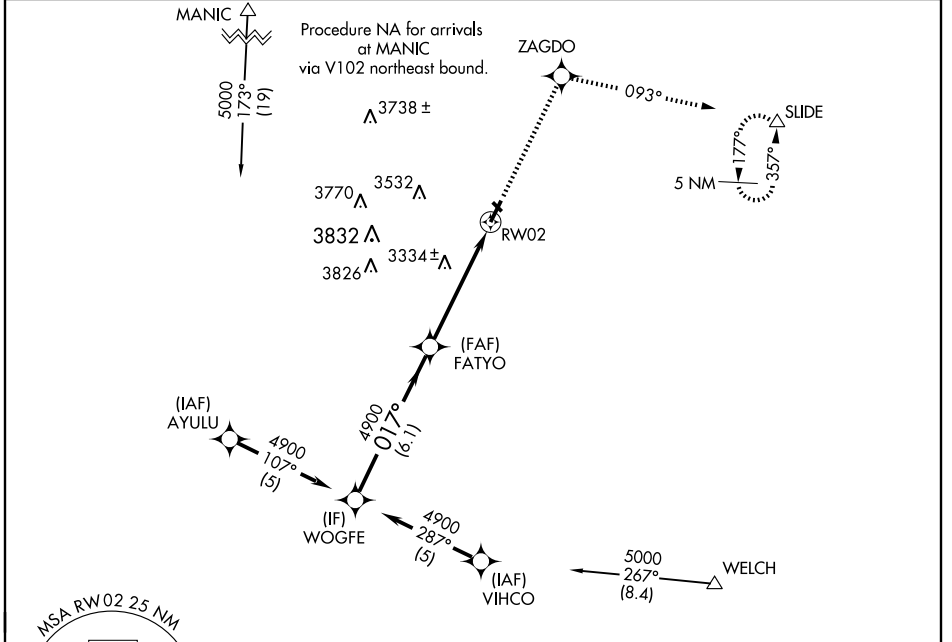 MANIC
Procedure NA for arrivals
at MANIC
via V102 northeast bound.
5000
173°
(19)
ZAGDO
093°
SLIDE
177°
357°
5 NM
3738 ±
3770
3532
3832
3826
3334 ±
RW02
(FAF)
FATYO
4900
017°
(6.1)
(IAF)
AYULU
4900
107°
(5)
(IF)
WOGFE
4900
287°
(5)
(IAF)
VIHCO
5000
267°
(8.4)
WELCH
MSA RW02 25 NM